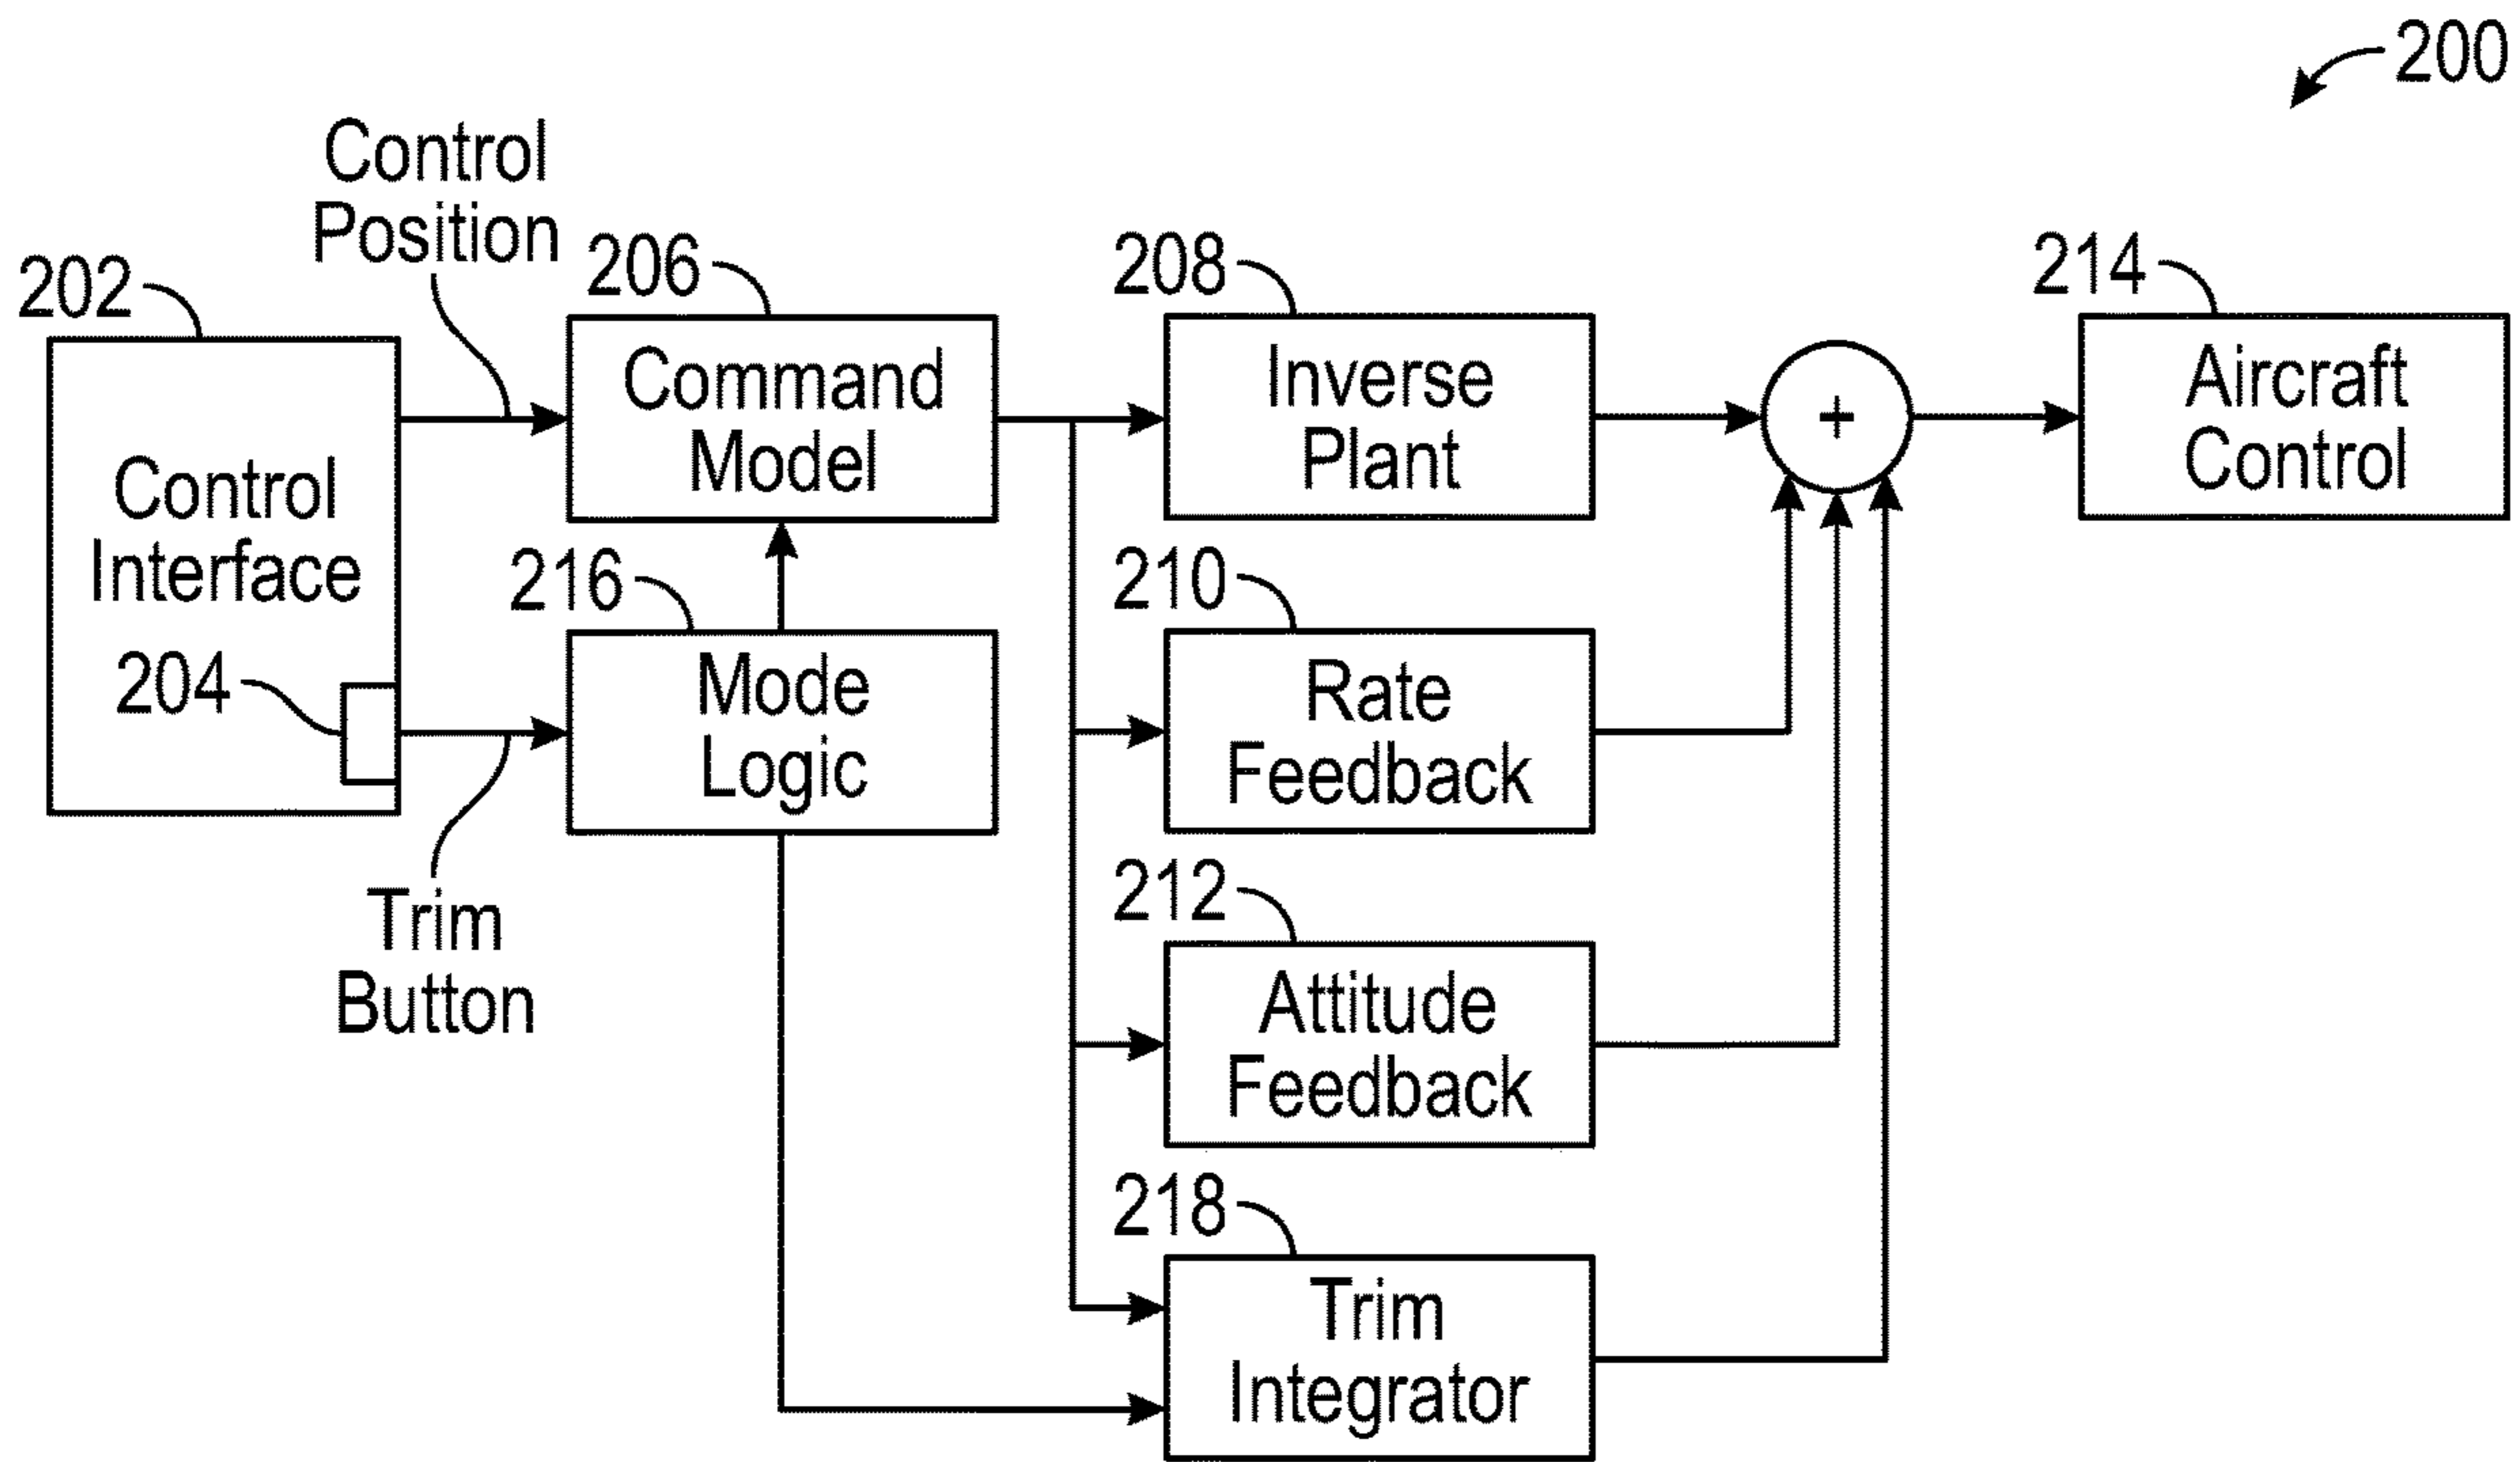 200
Control
Position
202
206
208
214
Control
Interface
Command
Model
Inverse
Plant
+
Aircraft
Control
204
216
Mode
Logic
210
Rate
Feedback
Trim
Button
212
Attitude
Feedback
218
Trim
Integrator